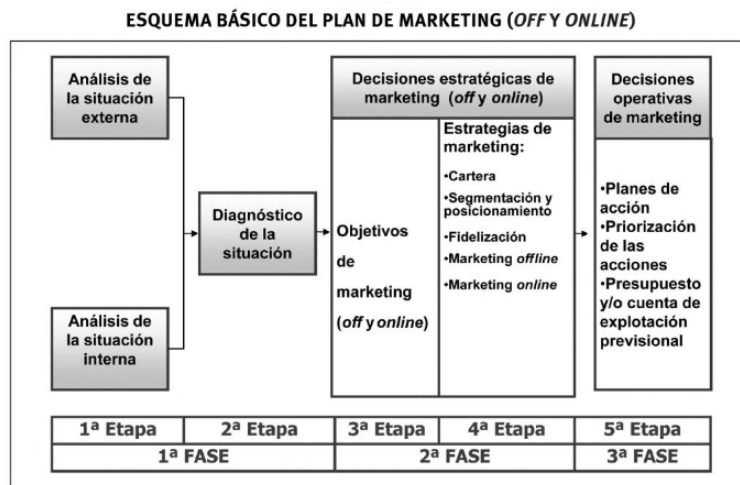 ESQUEMA BÁSICO DEL PLAN DE MARKETING (OFF Y ONLINE)
Análisis de
la situación
externa
Análisis de
la situación
interna
Diagnóstico
de la
situación
Decisiones estratégicas de
marketing (off y online)
Objetivos
de
marketing
(off y online)
Estrategias de
marketing:
•Cartera
•Segmentación y
posicionamiento
•Fidelización
•Marketing offline
•Marketing online
Decisiones
operativas
de marketing
•Planes de
acción
•Priorización
de las
acciones
•Presupuesto
y/o cuenta de
explotación
previsional
1ª Etapa 2ª Etapa 3ª Etapa 4ª Etapa 5ª Etapa
1ª FASE 2ª FASE 3ª FASE